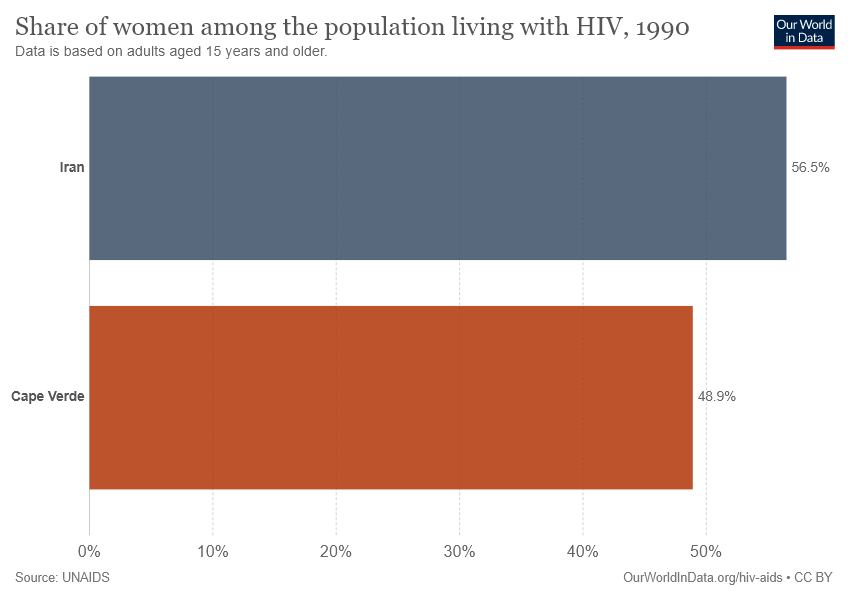 Share of women among the population living with HIV, 1990
Our World
in Data
Data is based on adults aged 15 years and older.
Iran
56.5%
Cape Verde
48.9%
0%
10%
20%
30%
40%
50%
Source: UNAIDS
OurWorldInData.org/hiv-aids • CC BY